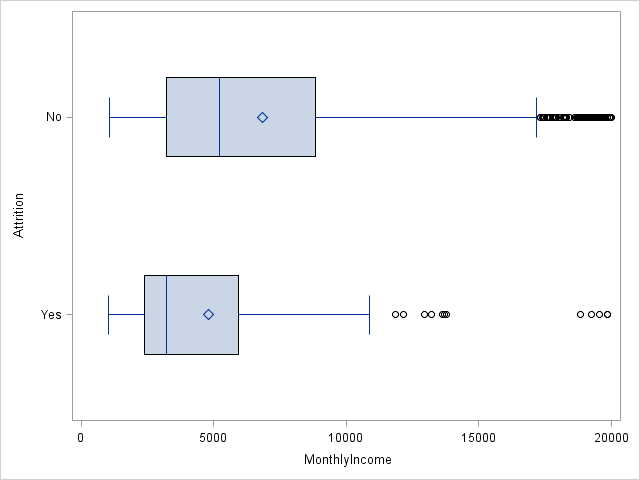 No
Attrition
Yes
0 5000 10000 15000 20000
MonthlyIncome